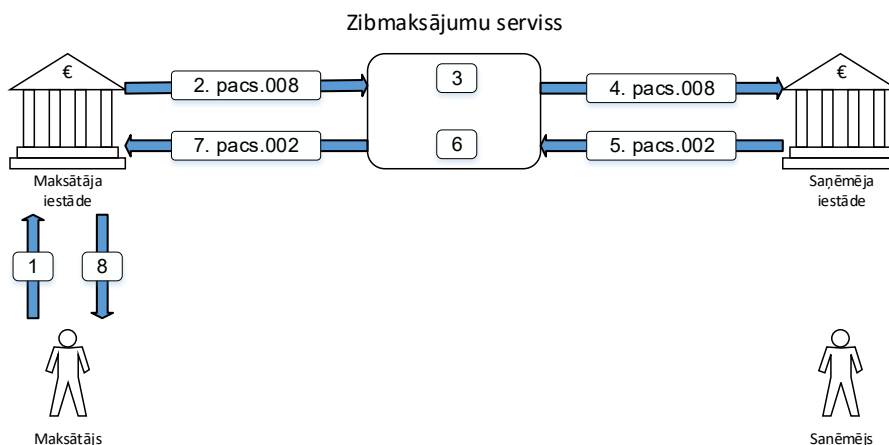 Zibmaksājumu serviss
€
2. pacs.008
3
4. pacs.008
€
7. pacs.002
6
5. pacs.002
Maksātāja
iestāde
Saņēmēja
iestāde
1
8
Maksātājs
Saņēmējs